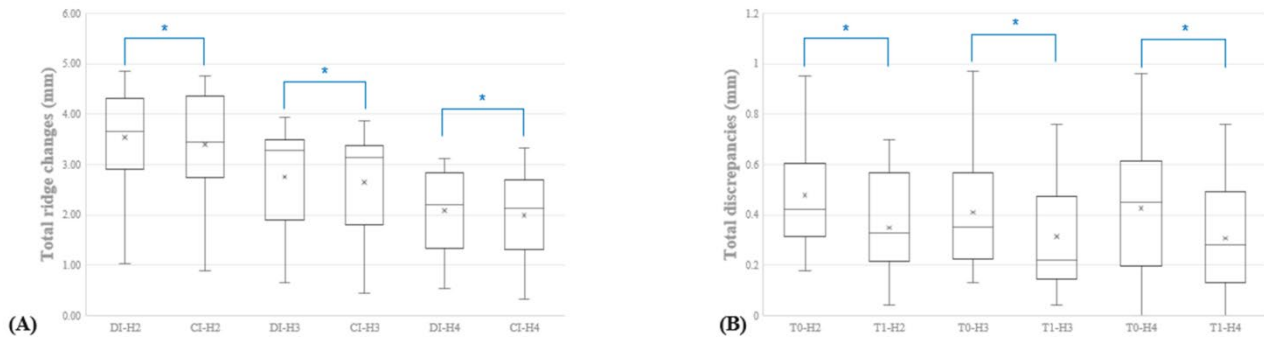 * * *
Total ridge changes (mm)
6.00
5.00
4.00
3.00
2.00
1.00
0.00
DI-H2 CI-H2 DI-H3 CI-H3 DI-H4 CI-H4
(A)
* * *
Total discrepancies (mm)
1.2
1
0.8
0.6
0.4
0.2
0
T0-H2 T1-H2 T0-H3 T1-H3 T0-H4 T1-H4
(B)